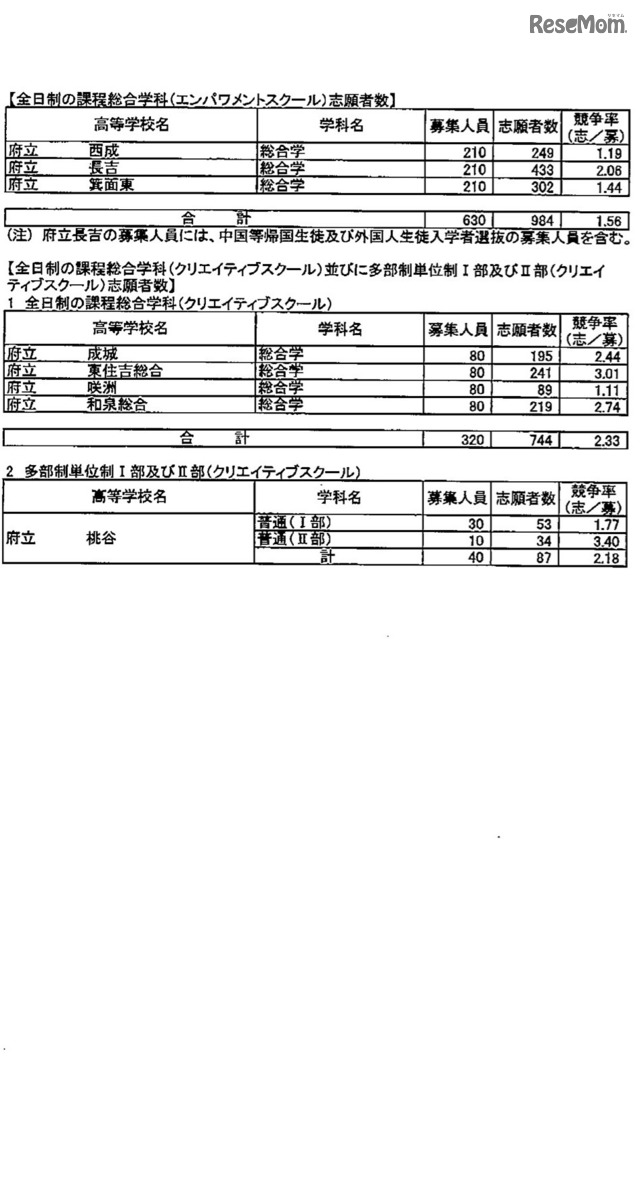 リセマム
ReseMom
【全日制の課程総合学科(エンパワメントスクール)志願者数】
高等学校名 学科名 募集人員 志願者数 競争率(志/募)
府立 西成 総合学 210 249 1.19
府立 長吉 総合学 210 433 2.06
府立 箕面東 総合学 210 302 1.44
合 計 630 984 1.56
(注) 府立長吉の募集人員には、中国等帰国生徒及び外国人生徒入学者選抜の募集人員を含む。
【全日制の課程総合学科(クリエイティブスクール)並びに多部制単位制Ⅰ部及びⅡ部(クリエイ
ティブスクール)志願者数】
1 全日制の課程総合学科(クリエイティブスクール)
高等学校名 学科名 募集人員 志願者数 競争率(志/募)
府立 成城 総合学 80 195 2.44
府立 東住吉総合 総合学 80 241 3.01
府立 咲洲 総合学 80 89 1.11
府立 和泉総合 総合学 80 219 2.74
合 計 320 744 2.33
2 多部制単位制Ⅰ部及びⅡ部(クリエイティブスクール)
高等学校名 学科名 募集人員 志願者数 競争率(志/募)
普通(Ⅰ部) 30 53 1.77
府立 桃谷 普通(Ⅱ部) 10 34 3.40
計 40 87 2.18